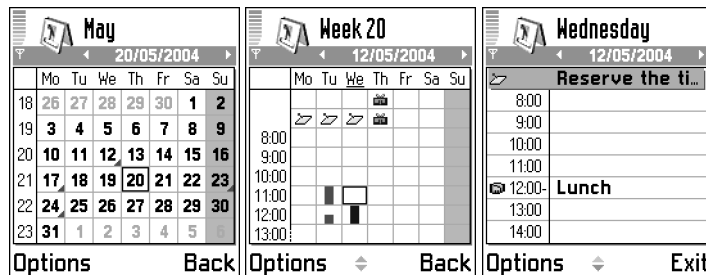 May
20/05/2004
Mo Tu We Th Fr Sa Su
18 26 27 28 29 30 1 2
19 3 4 5 6 7 8 9
20 10 11 12 13 14 15 16
21 17 18 19 20 21 22 23
22 24 25 26 27 28 29 30
23 31 1 2 3 4 5 6
Options Back
Week 20
12/05/2004
Mo Tu We Th Fr Sa Su
8:00
9:00
10:00
11:00
12:00
13:00
Options Back
Wednesday
12/05/2004
Reserve the ti...
8:00
9:00
10:00
11:00
12:00- Lunch
13:00
14:00
Options Exit